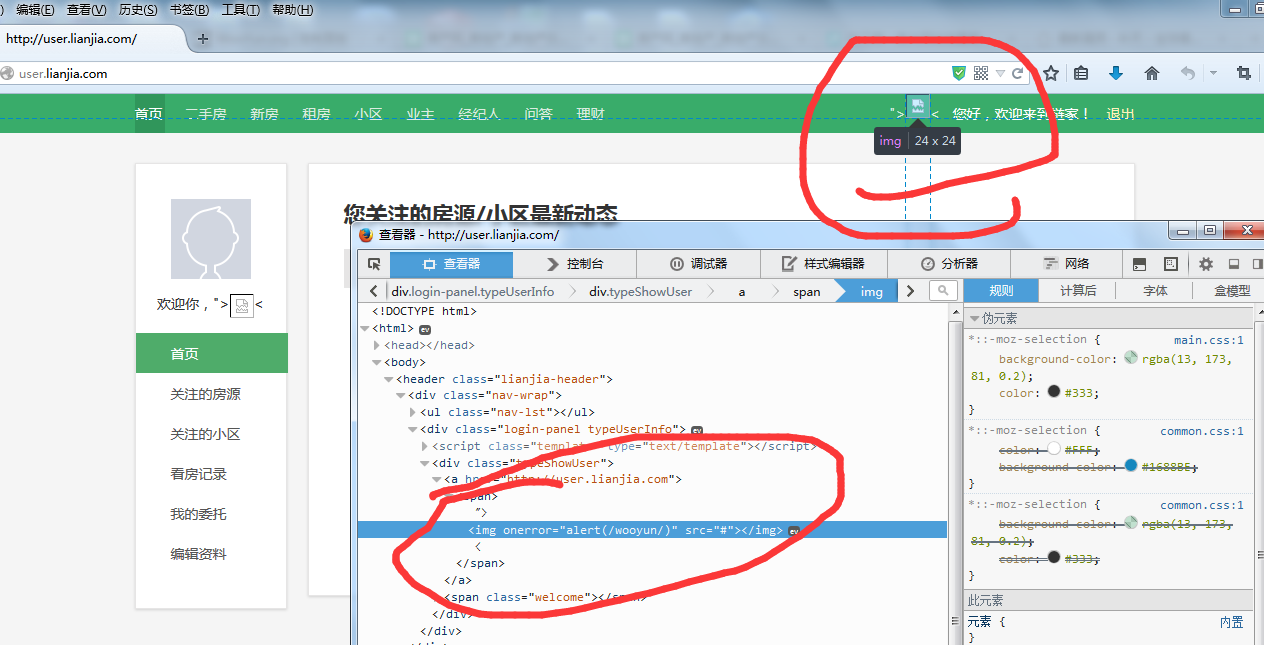 ) 编辑(E) 查看(V) 历史(S) 书签(B) 工具(T) 帮助(H)
http://user.lianjia.com/
user.lianjia.com
首页 二手房 新房 租房 小区 业主 经纪人 问答 理财 "> < 您好，欢迎来到链家！ 退出
img 24 x 24
您关注的房源/小区最新动态
欢迎你，"> <
首页
关注的房源
关注的小区
看房记录
我的委托
编辑资料
查看器 - http://user.lianjia.com/
查看器 控制台 调试器 样式编辑器 分析器 网络
div.login-panel.typeUserInfo div.typeShowUser a span img
规则 计算后 字体 盒模型
<!DOCTYPE html>
<html> ev
<head></head>
<body>
<header class="lianjia-header">
<div class="nav-wrap">
<ul class="nav-lst"></ul>
<div class="login-panel typeUserInfo"> ev
<script class="template" type="text/template"></script>
<div class="typeShowUser">
<a href="http://user.lianjia.com">
<span>
">
<img onerror="alert(/wooyun/)" src="#"></img> ev
<
</span>
</a>
<span class="welcome"></span>
</div>
</div>
伪元素
*::-moz-selection { main.css:1
background-color: rgba(13, 173,
81, 0.2);
color: #333;
}
*::-moz-selection { common.css:1
color: #FFF;
background-color: #1688BE;
}
*::-moz-selection { common.css:1
background-color: rgba(13, 173,
81, 0.2);
color: #333;
}
此元素
元素 { 内置
}